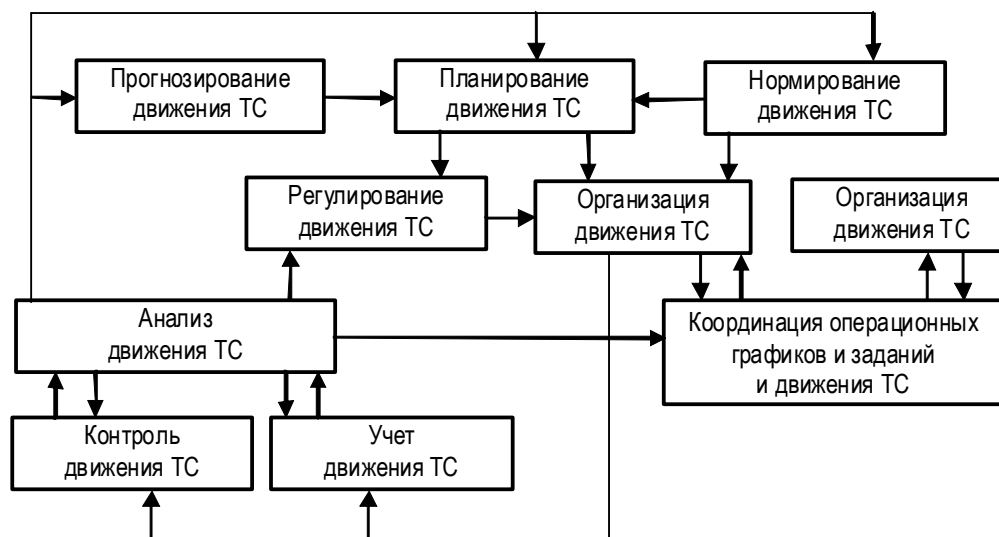 Прогнозирование
движения ТС
Планирование
движения ТС
Нормирование
движения ТС
Регулирование
движения ТС
Организация
движения ТС
Организация
движения ТС
Анализ
движения ТС
Координация операционных
графиков и заданий
и движения ТС
Контроль
движения ТС
Учет
движения ТС